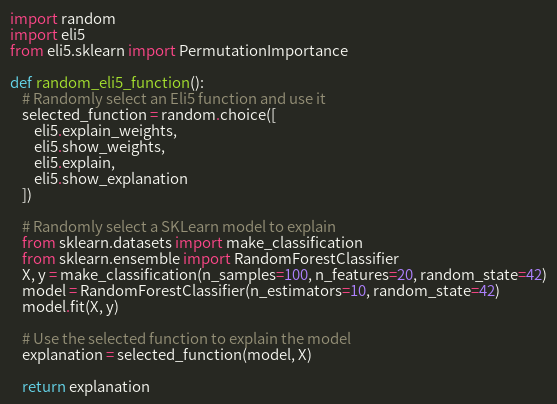 import random
import eli5
from eli5.sklearn import PermutationImportance

def random_eli5_function():
    # Randomly select an Eli5 function and use it
    selected_function = random.choice([
        eli5.explain_weights,
        eli5.show_weights,
        eli5.explain,
        eli5.show_explanation
    ])

    # Randomly select a SKLearn model to explain
    from sklearn.datasets import make_classification
    from sklearn.ensemble import RandomForestClassifier
    X, y = make_classification(n_samples=100, n_features=20, random_state=42)
    model = RandomForestClassifier(n_estimators=10, random_state=42)
    model.fit(X, y)

    # Use the selected function to explain the model
    explanation = selected_function(model, X)

    return explanation